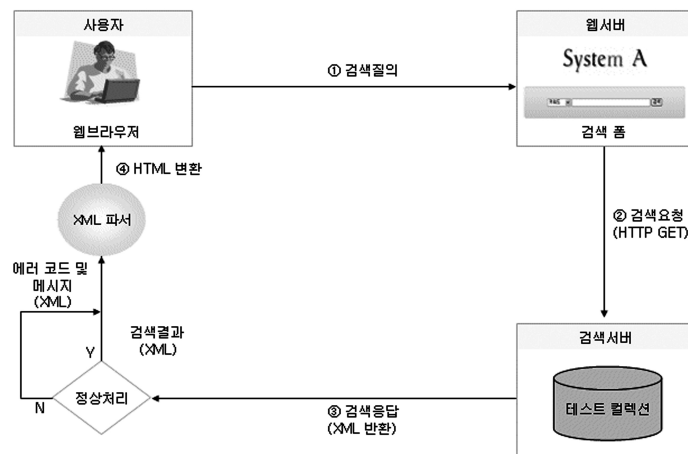 사용자
웹브라우저
① 검색질의
웹서버
System A
검색
검색 폼
② 검색요청
(HTTP GET)
검색서버
테스트 컬렉션
③ 검색응답
(XML 반환)
정상처리
N
Y
에러 코드 및
메시지
(XML)
검색결과
(XML)
XML 파서
④ HTML 변환